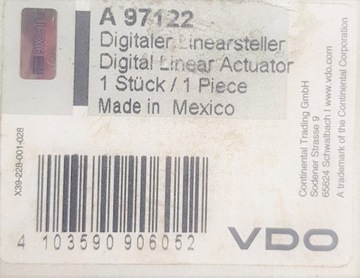 A 97122
Digitaler Linearsteller
Digital Linear Actuator
1 Stück / 1 Piece
Made in Mexico
X39-228-001-028
4 103590 906052
VDO
Continental Trading GmbH
Sodener Strasse 9
65824 Schwalbach | www.vdo.com
A trademark of the Continental Corporation